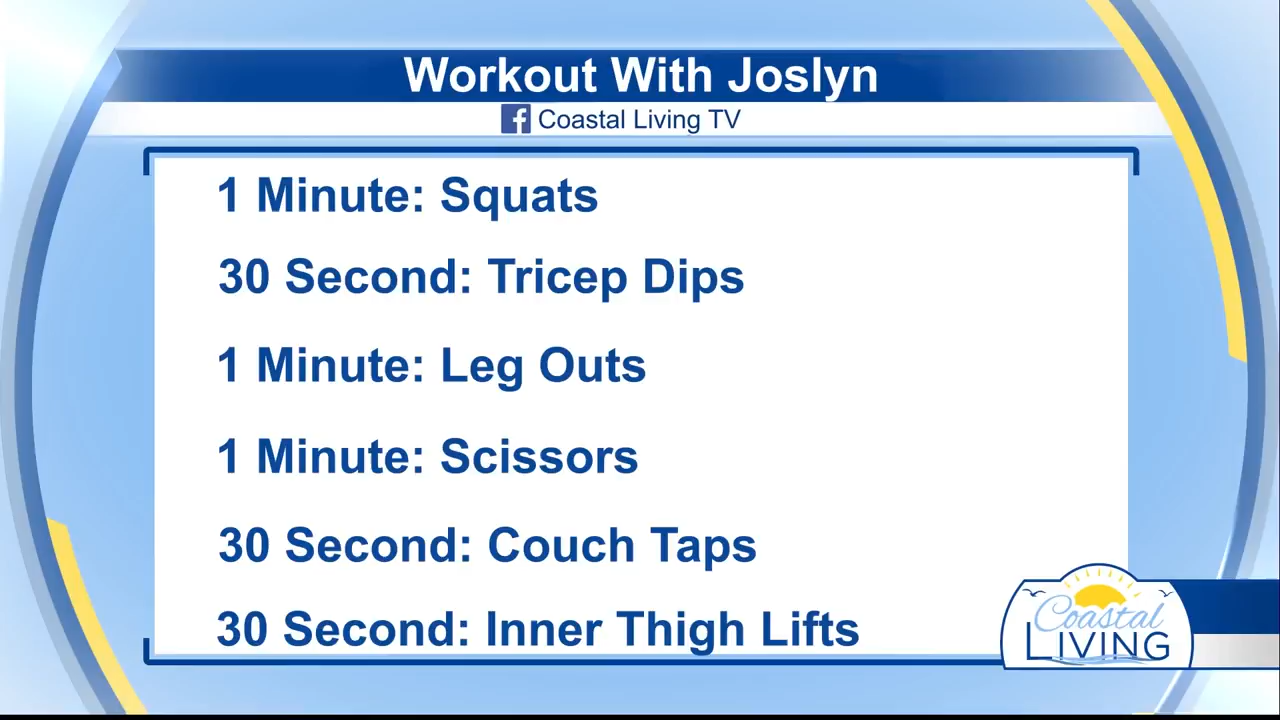 Workout With Joslyn
Coastal Living TV
1 Minute: Squats
30 Second: Tricep Dips
1 Minute: Leg Outs
1 Minute: Scissors
30 Second: Couch Taps
30 Second: Inner Thigh Lifts
Coastal
LIVING